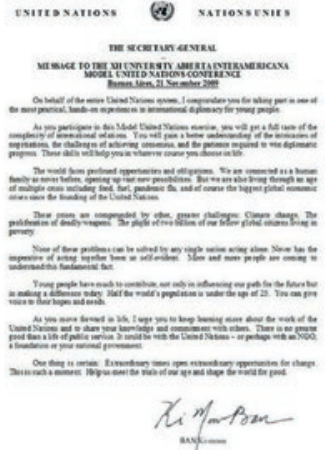 UNITED NATIONS NATIONS UNIES
THE SECRETARY-GENERAL
MESSAGE TO THE XII UNIVERSITY ABIERTA INTERAMERICANA
MODEL UNITED NATIONS CONFERENCE
Buenos Aires, 21 November 2009
On behalf of the entire United Nations system, I congratulate you for taking part in one of
the most practical, hands-on experiences in international diplomacy for young people.
As you participate in this Model United Nations exercise, you will get a full taste of the
complexity of international relations. You will gain a better understanding of the intricacies of
negotiations, the challenges of achieving consensus, and the patience required to win diplomatic
progress. These skills will help you in whatever course you choose in life.
The world faces profound opportunities and obligations. We are connected as a human
family as never before, opening up vast new possibilities. But we are also living through an age
of multiple crises including food, fuel, pandemic flu, and of course the biggest global economic
crises since the founding of the United Nations.
These crises are compounded by other, greater challenges: Climate change. The
proliferation of deadly weapons. The plight of two billion of our fellow global citizens living in
poverty.
None of these problems can be solved by any single nation acting alone. Never has the
imperative of acting together been so self-evident. More and more people are coming to
understand this fundamental fact.
Young people have much to contribute, not only in influencing our path for the future but
in making a difference today. Half the world's population is under the age of 25. You can give
voice to their hopes and needs.
As you move forward in life, I urge you to keep learning more about the work of the
United Nations and to share your knowledge and commitment with others. There is no greater
good than a life of public service. It could be with the United Nations – or perhaps with an NGO,
a foundation or your national government.
One thing is certain: Extraordinary times open extraordinary opportunities for change.
This is such a moment. Help us meet the trials of our age and shape the world for good.
Ki Moon Ban
BAN Ki-moon